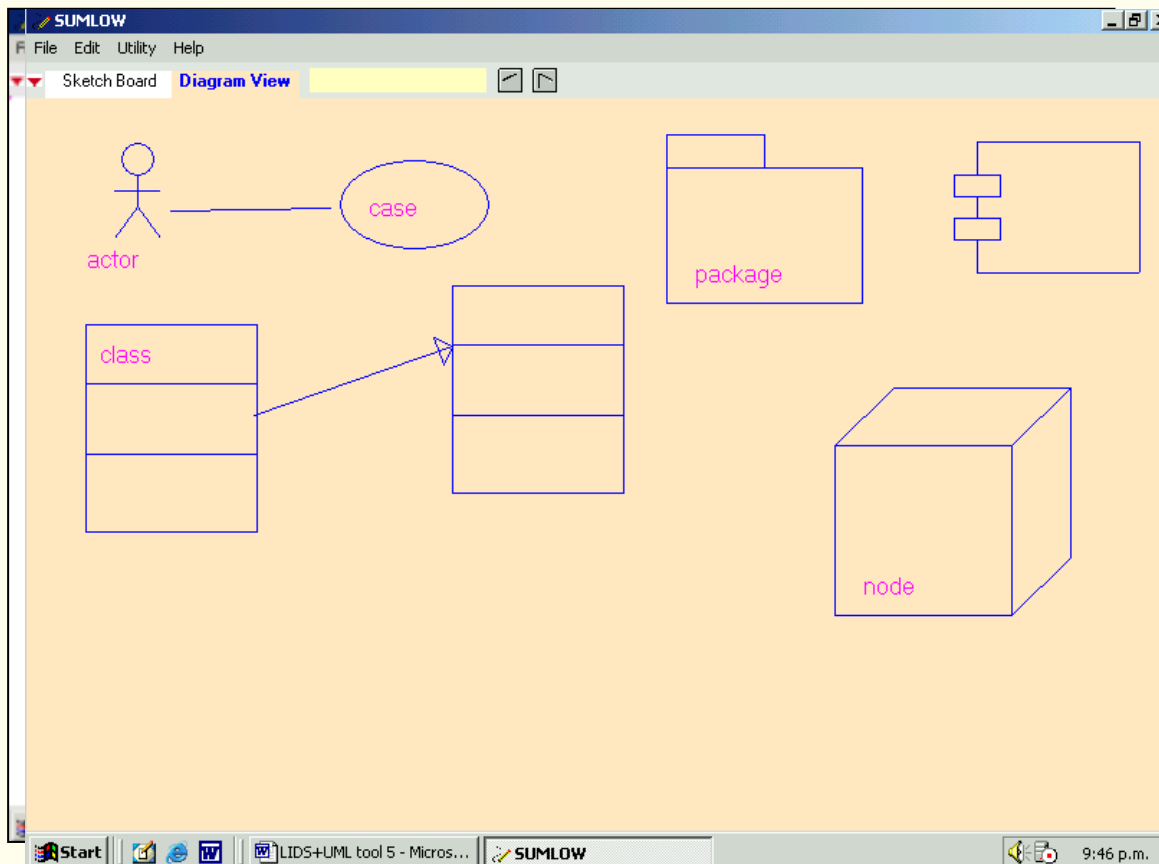 SUMLOW
File Edit Utility Help
Sketch Board Diagram View
case
actor
package
class
node
Start LIDS+UML tool 5 - Micros... SUMLOW 9:46 p.m.